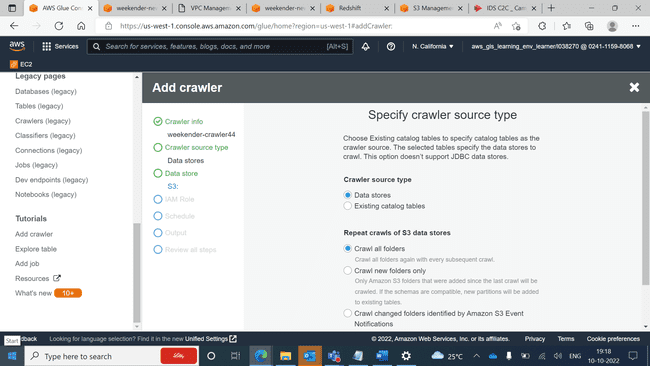 AWS Glue Con
weekender-ne
VPC Managem
weekender-ne
Redshift
S3 Manageme
IDS C2C _ Cam
https://us-west-1.console.aws.amazon.com/glue/home?region=us-west-1#addCrawler:
aws
Services
Search for services, features, blogs, docs, and more
[Alt+S]
N. California
aws_gls_learning_env_learner/i038270 @ 0241-1159-8068
EC2
Legacy pages
Databases (legacy)
Tables (legacy)
Crawlers (legacy)
Classifiers (legacy)
Connections (legacy)
Jobs (legacy)
Dev endpoints (legacy)
Notebooks (legacy)
Tutorials
Add crawler
Explore table
Add job
Resources
What's new 10+
Add crawler
Crawler info
weekender-crawler44
Crawler source type
Data stores
Data store
S3:
IAM Role
Schedule
Output
Review all steps
Specify crawler source type
Choose Existing catalog tables to specify catalog tables as the
crawler source. The selected tables specify the data stores to
crawl. This option doesn't support JDBC data stores.
Crawler source type
Data stores
Existing catalog tables
Repeat crawls of S3 data stores
Crawl all folders
Crawl all folders again with every subsequent crawl.
Crawl new folders only
Only Amazon S3 folders that were added since the last crawl will be
crawled. If the schemas are compatible, new partitions will be added
to existing tables.
Crawl changed folders identified by Amazon S3 Event
Notifications
Start
dback
Looking for language selection? Find it in the new Unified Settings
© 2022, Amazon Web Services, Inc. or its affiliates.
Privacy
Terms
Cookie preferences
Type here to search
25°C
ENG
19:18
10-10-2022